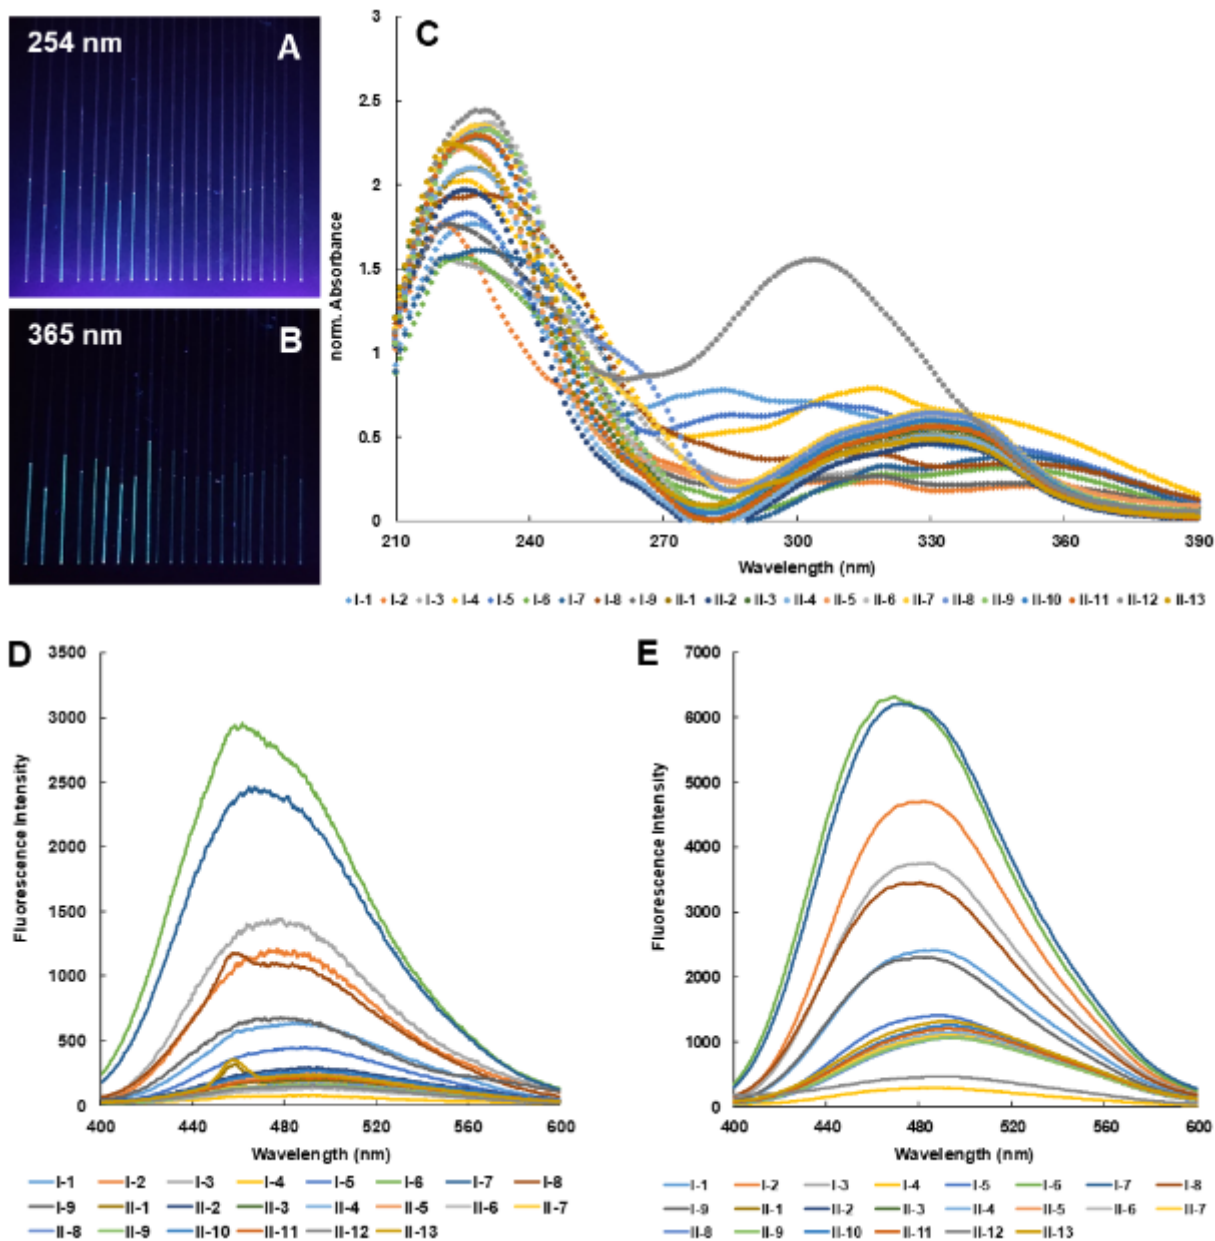 254 nm
A
365 nm
B
C
norm. Absorbance
3
2.5
2
1.5
1
0.5
0
210
240
270
300
330
360
390
Wavelength (nm)
I-1 I-2 I-3 I-4 I-5 I-6 I-7 I-8 I-9 II-1 II-2 II-3 II-4 II-5 II-6 II-7 II-8 II-9 II-10 II-11 II-12 II-13
D
Fluorescence Intensity
3500
3000
2500
2000
1500
1000
500
0
400
440
480
520
560
600
Wavelength (nm)
I-1 I-2 I-3 I-4 I-5 I-6 I-7 I-8
I-9 II-1 II-2 II-3 II-4 II-5 II-6 II-7
II-8 II-9 II-10 II-11 II-12 II-13
E
Fluorescence Intensity
7000
6000
5000
4000
3000
2000
1000
0
400
440
480
520
560
600
Wavelength (nm)
I-1 I-2 I-3 I-4 I-5 I-6 I-7 I-8
I-9 II-1 II-2 II-3 II-4 II-5 II-6 II-7
II-8 II-9 II-10 II-11 II-12 II-13